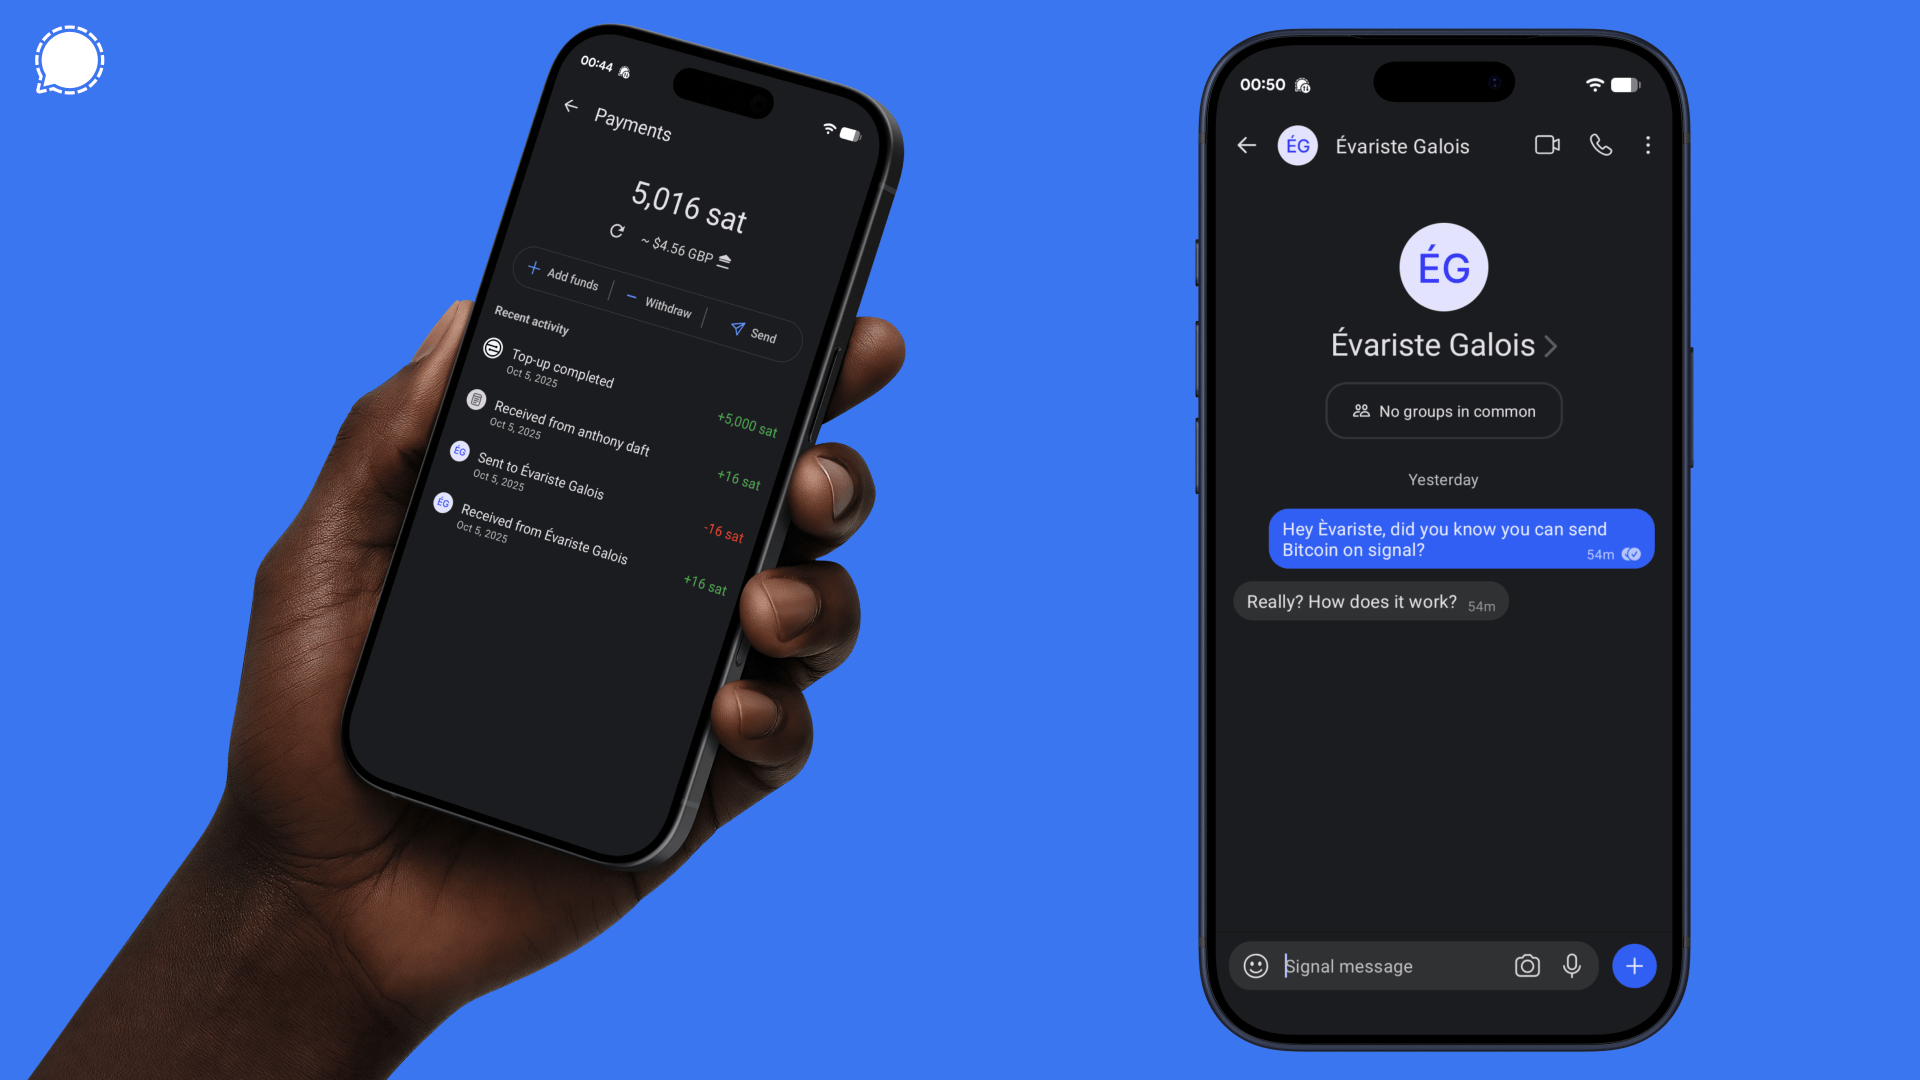 00:44
Payments
5,016 sat
~ $4.56 GBP
Add funds
Withdraw
Send
Recent activity
Top-up completed
Oct 5, 2025
+5,000 sat
Received from anthony daft
Oct 5, 2025
+16 sat
ÉG
Sent to Évariste Galois
Oct 5, 2025
-16 sat
ÉG
Received from Évariste Galois
Oct 5, 2025
+16 sat
00:50
ÉG
Évariste Galois
ÉG
Évariste Galois
No groups in common
Yesterday
Hey Èvariste, did you know you can send
Bitcoin on signal?
54m
Really? How does it work?
54m
Signal message